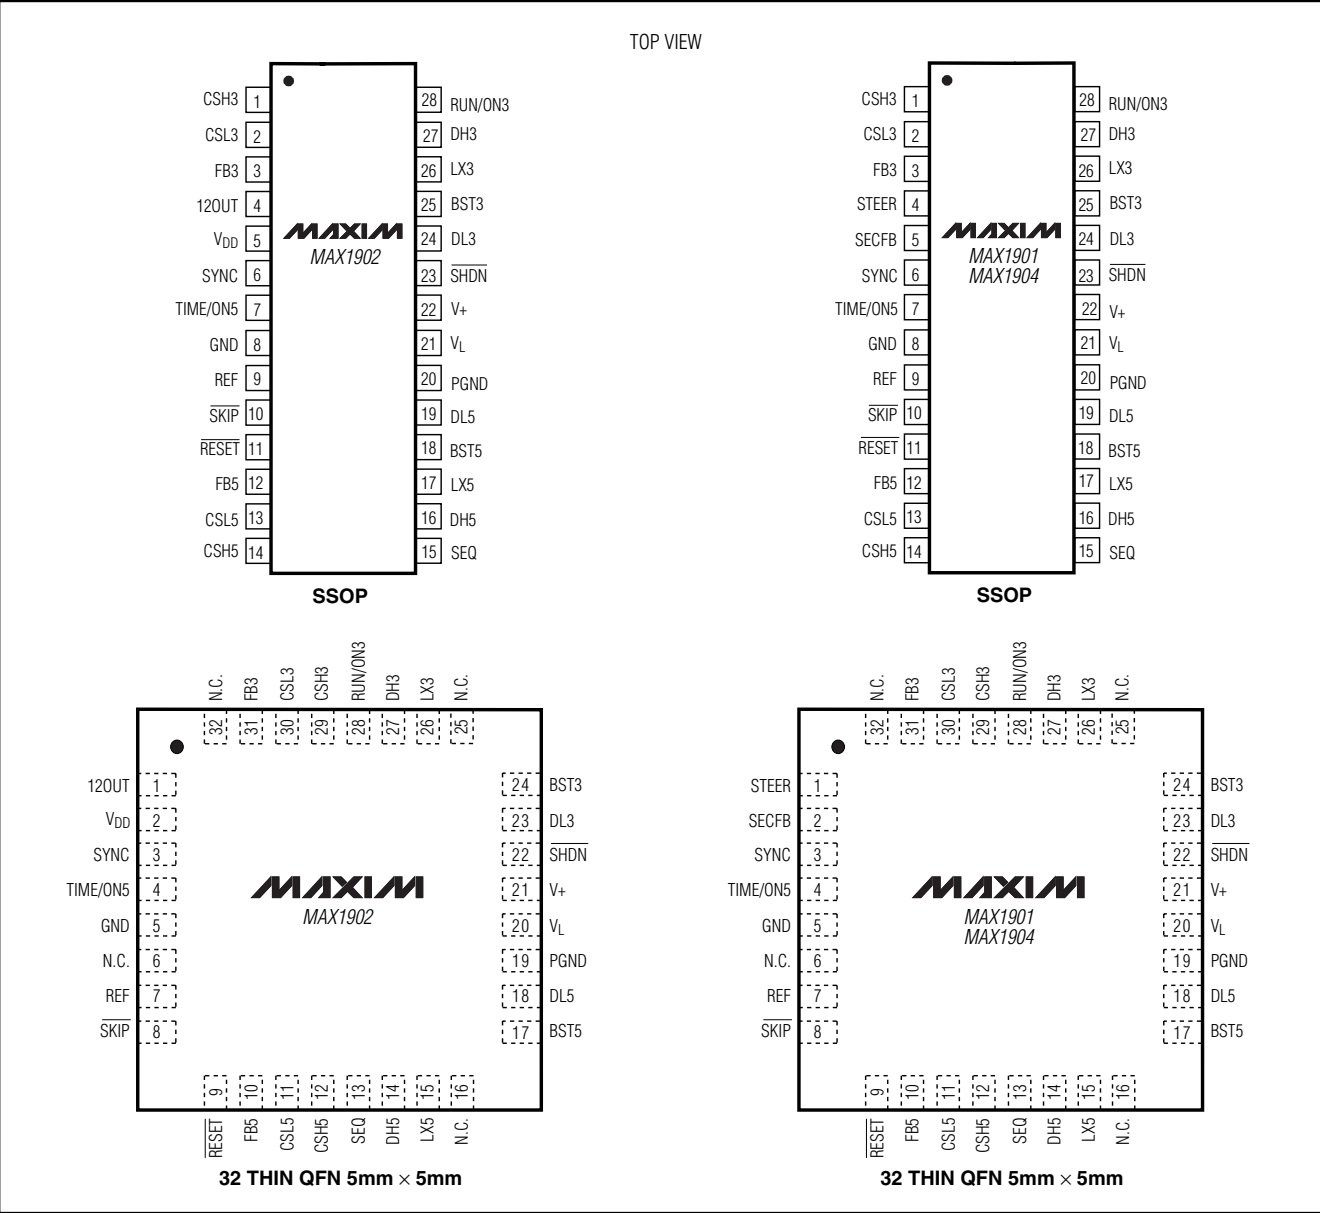 TOP VIEW
MAXIM
MAX1902
CSH3 1
CSL3 2
FB3 3
12OUT 4
VDD 5
SYNC 6
TIME/ON5 7
GND 8
REF 9
SKIP 10
RESET 11
FB5 12
CSL5 13
CSH5 14
28 RUN/ON3
27 DH3
26 LX3
25 BST3
24 DL3
23 SHDN
22 V+
21 VL
20 PGND
19 DL5
18 BST5
17 LX5
16 DH5
15 SEQ
SSOP
MAXIM
MAX1901
MAX1904
CSH3 1
CSL3 2
FB3 3
STEER 4
SECFB 5
SYNC 6
TIME/ON5 7
GND 8
REF 9
SKIP 10
RESET 11
FB5 12
CSL5 13
CSH5 14
28 RUN/ON3
27 DH3
26 LX3
25 BST3
24 DL3
23 SHDN
22 V+
21 VL
20 PGND
19 DL5
18 BST5
17 LX5
16 DH5
15 SEQ
SSOP
N.C. 32
FB3 31
CSL3 30
CSH3 29
RUN/ON3 28
DH3 27
LX3 26
N.C. 25
12OUT 1
VDD 2
SYNC 3
TIME/ON5 4
GND 5
N.C. 6
REF 7
SKIP 8
MAXIM
MAX1902
24 BST3
23 DL3
22 SHDN
21 V+
20 VL
19 PGND
18 DL5
17 BST5
9 RESET
10 FB5
11 CSL5
12 CSH5
13 SEQ
14 DH5
15 LX5
16 N.C.
32 THIN QFN 5mm × 5mm
N.C. 32
FB3 31
CSL3 30
CSH3 29
RUN/ON3 28
DH3 27
LX3 26
N.C. 25
STEER 1
SECFB 2
SYNC 3
TIME/ON5 4
GND 5
N.C. 6
REF 7
SKIP 8
MAXIM
MAX1901
MAX1904
24 BST3
23 DL3
22 SHDN
21 V+
20 VL
19 PGND
18 DL5
17 BST5
9 RESET
10 FB5
11 CSL5
12 CSH5
13 SEQ
14 DH5
15 LX5
16 N.C.
32 THIN QFN 5mm × 5mm